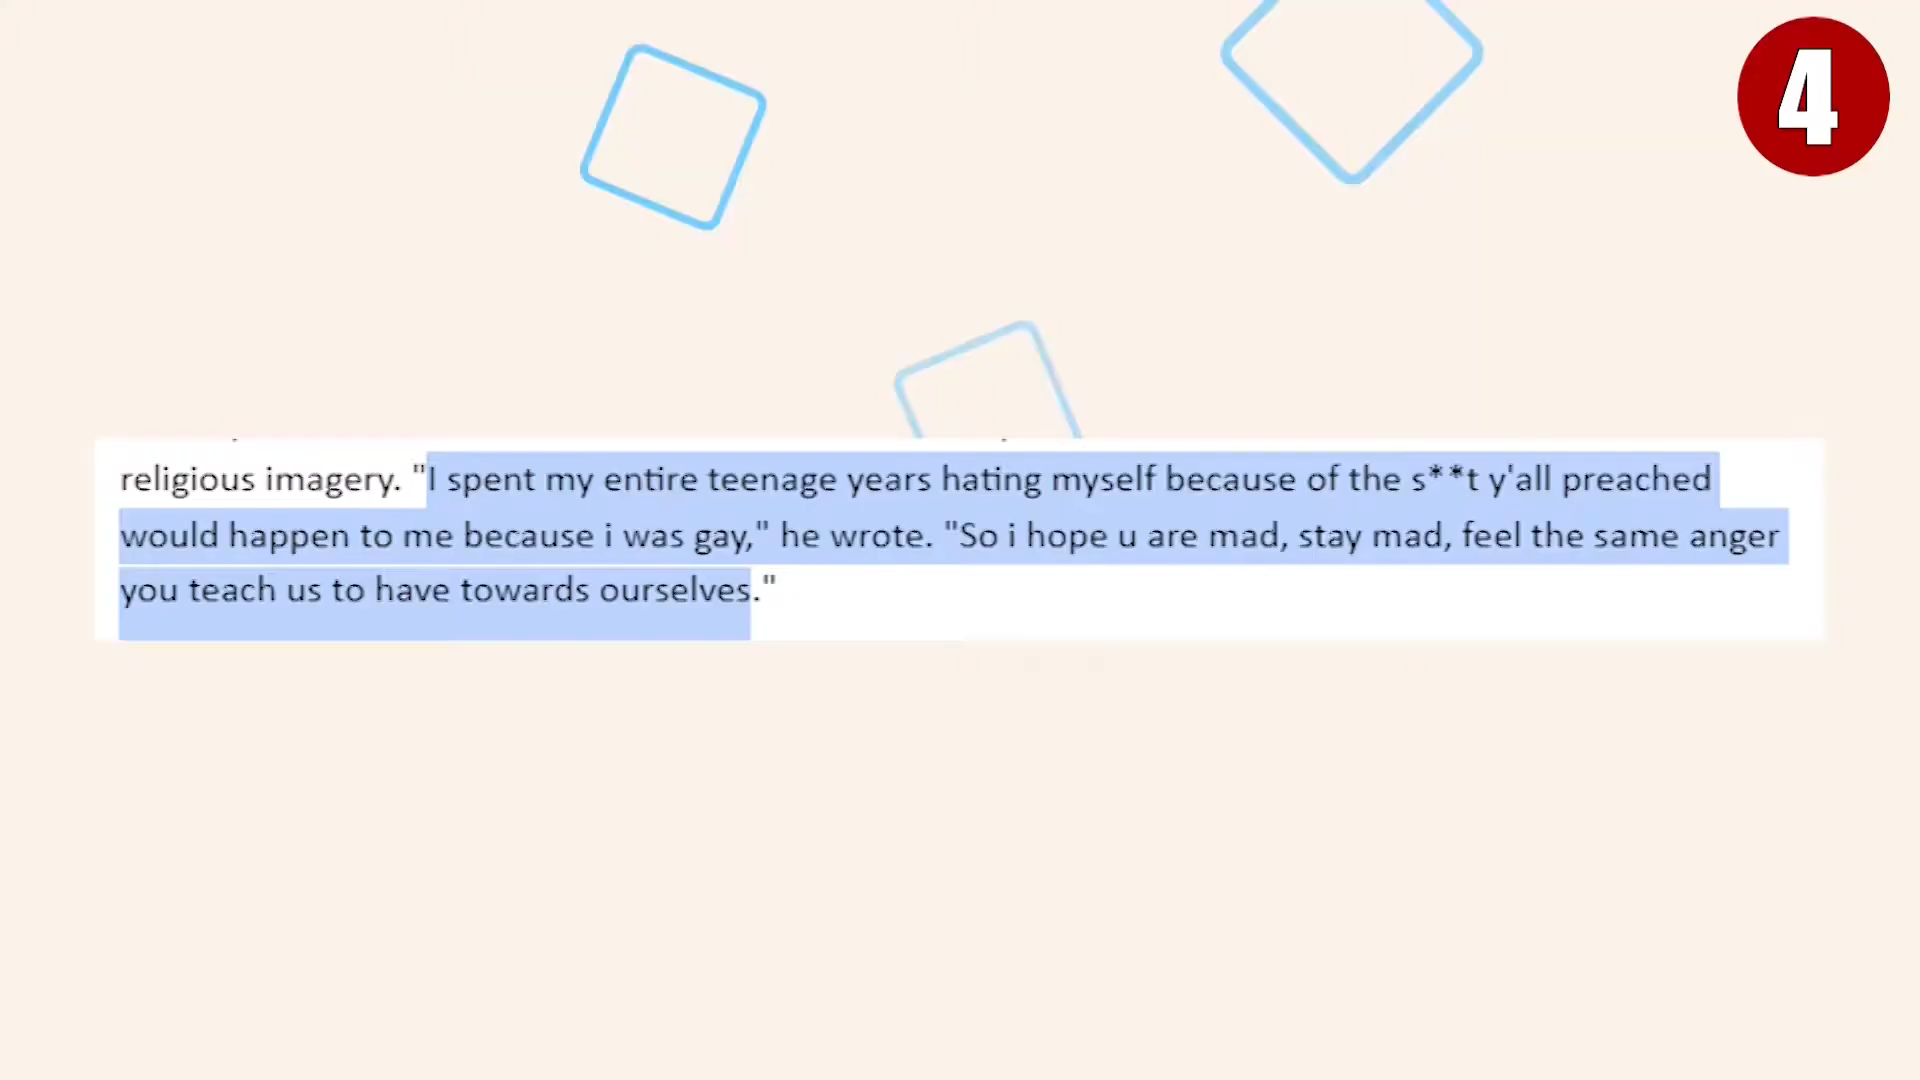 4
religious imagery. "I spent my entire teenage years hating myself because of the s**t y'all preached
would happen to me because i was gay," he wrote. "So i hope u are mad, stay mad, feel the same anger
you teach us to have towards ourselves."